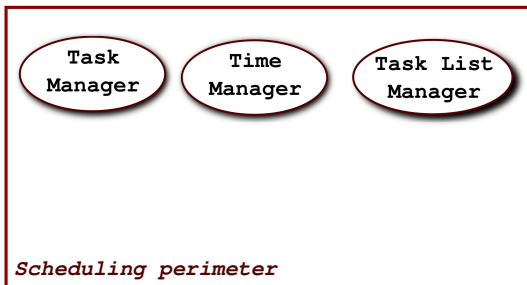 Task
Manager
Time
Manager
Task List
Manager
Scheduling perimeter